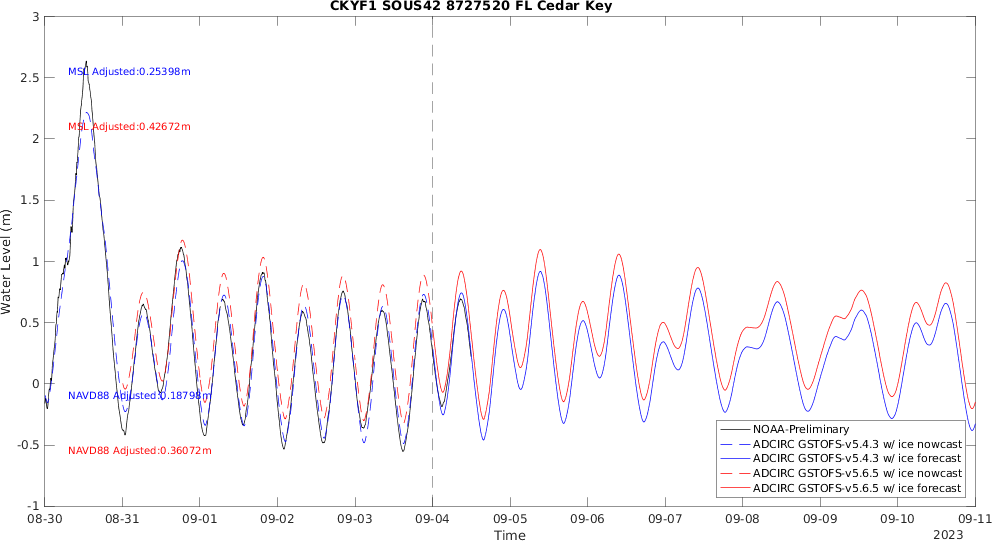 CKYF1 SOUS42 8727520 FL Cedar Key
3
2.5
2
1.5
1
0.5
0
-0.5
-1
Water Level (m)
MSL Adjusted:0.25398m
MSL Adjusted:0.42672m
NAVD88 Adjusted:0.18798m
NAVD88 Adjusted:0.36072m
NOAA-Preliminary
ADCIRC GSTOFS-v5.4.3 w/ ice nowcast
ADCIRC GSTOFS-v5.4.3 w/ ice forecast
ADCIRC GSTOFS-v5.6.5 w/ ice nowcast
ADCIRC GSTOFS-v5.6.5 w/ ice forecast
08-30 08-31 09-01 09-02 09-03 09-04 09-05 09-06 09-07 09-08 09-09 09-10 09-11
Time
2023